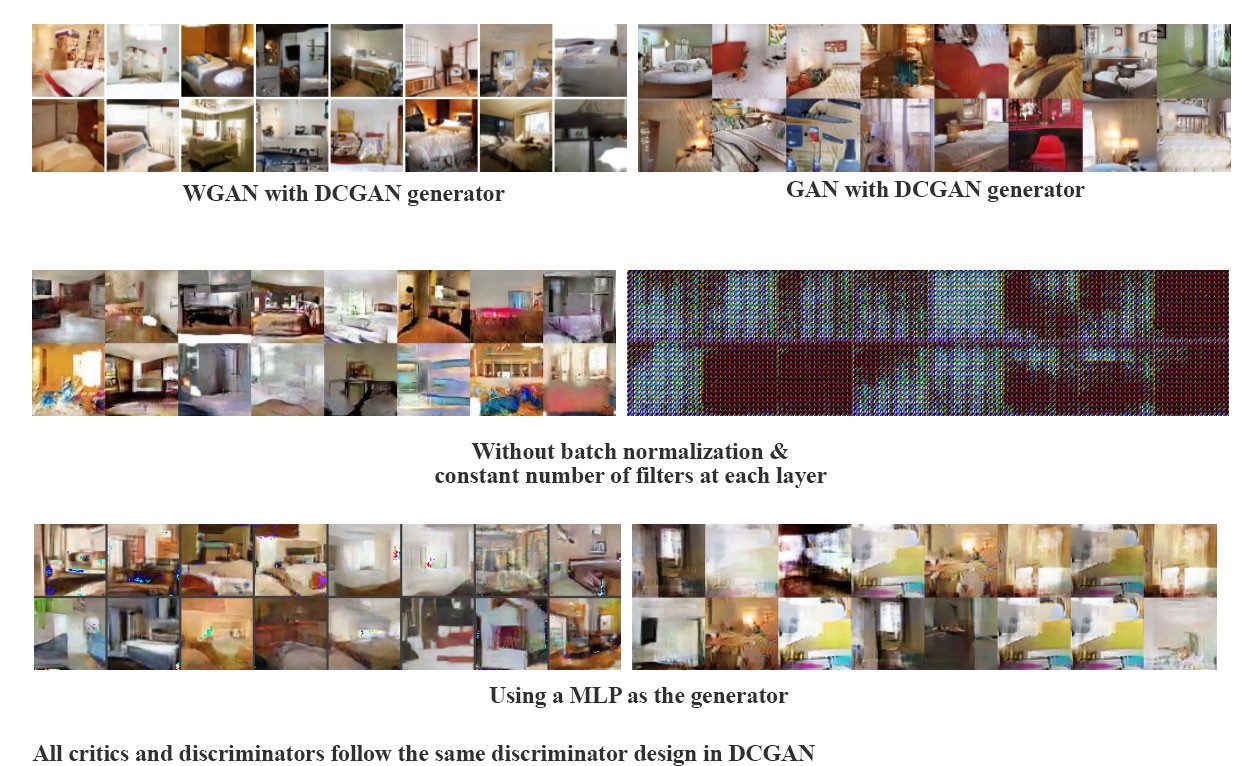 WGAN with DCGAN generator
GAN with DCGAN generator
Without batch normalization &
constant number of filters at each layer
Using a MLP as the generator
All critics and discriminators follow the same discriminator design in DCGAN